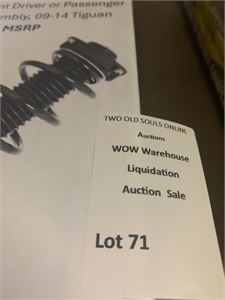 nt Driver or Passenger
embly, 09-14 Tiguan
MSRP
TWO OLD SOULS ONLINE
Auctions
WOW Warehouse
Liquidation
Auction Sale
Lot 71